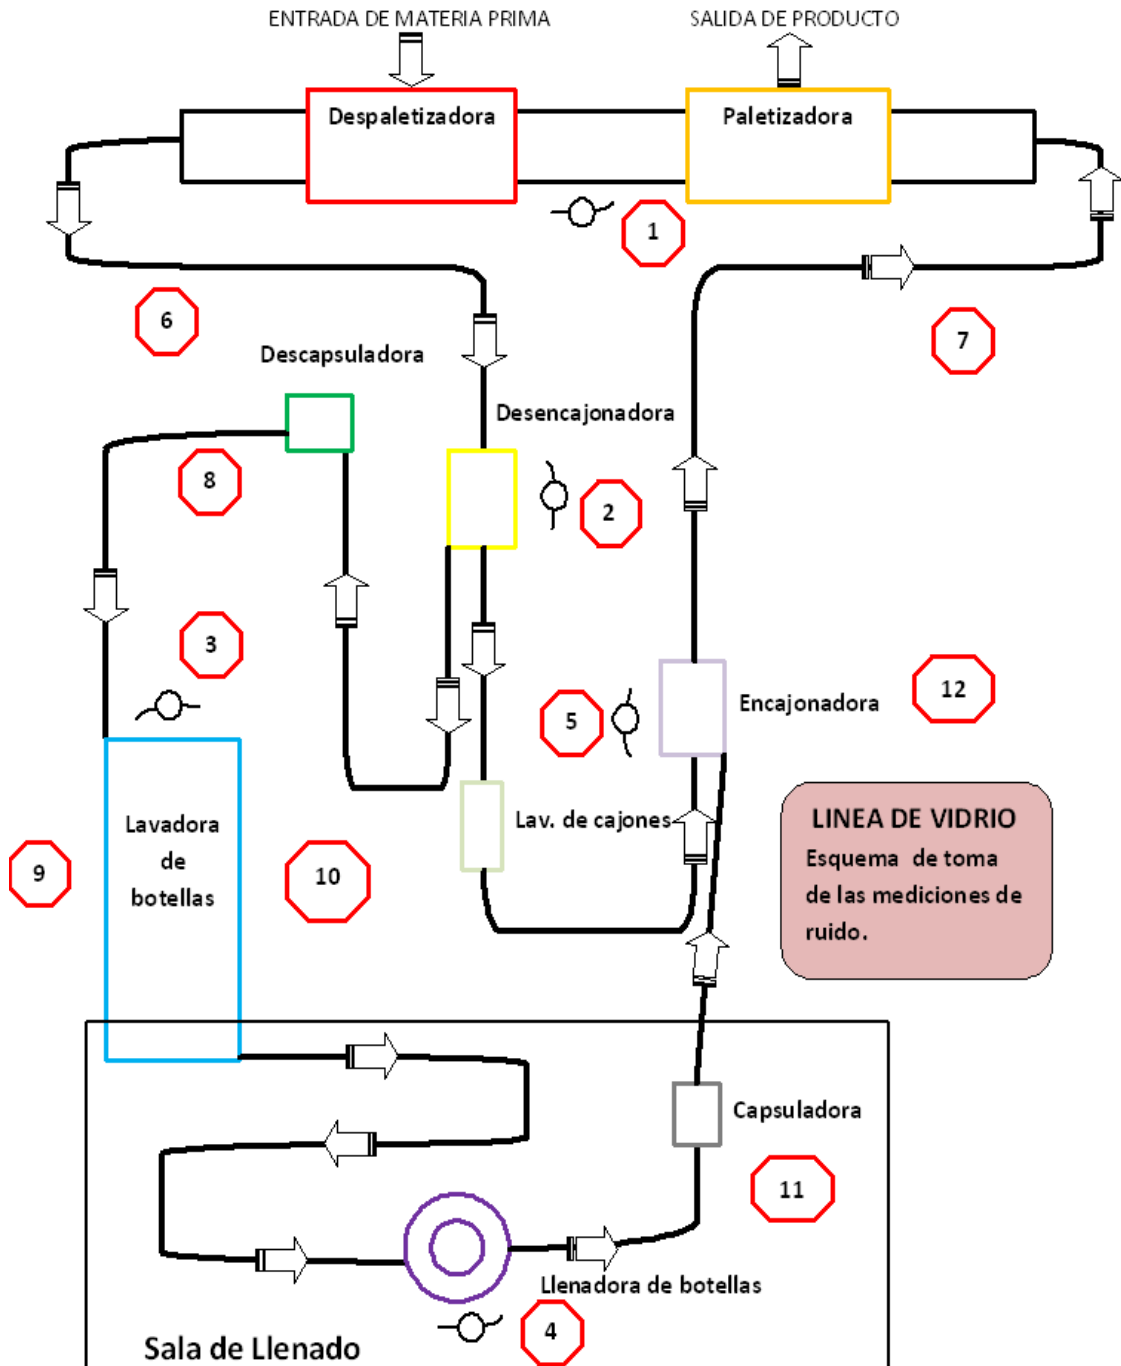 ENTRADA DE MATERIA PRIMA
SALIDA DE PRODUCTO
Despaletizadora
Paletizadora
1
6
7
Descapsuladora
Desencajonadora
8
2
3
12
5
Encajonadora
LINEA DE VIDRIO
Esquema de toma
de las mediciones de
ruido.
Lav. de cajones
Lavadora
de
botellas
9
10
Capsuladora
11
Llenadora de botellas
4
Sala de Llenado